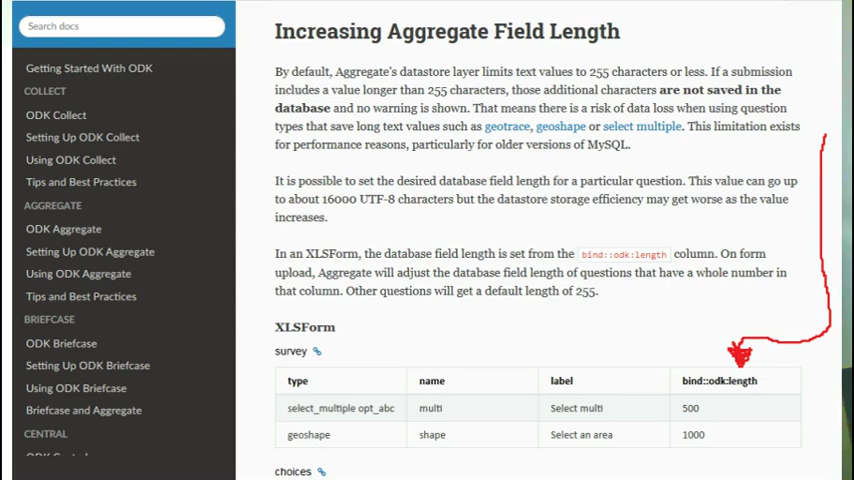 Search docs
Getting Started With ODK
COLLECT
ODK Collect
Setting Up ODK Collect
Using ODK Collect
Tips and Best Practices
AGGREGATE
ODK Aggregate
Setting Up ODK Aggregate
Using ODK Aggregate
Tips and Best Practices
BRIEFCASE
ODK Briefcase
Setting Up ODK Briefcase
Using ODK Briefcase
Briefcase and Aggregate
CENTRAL
Increasing Aggregate Field Length
By default, Aggregate's datastore layer limits text values to 255 characters or less. If a submission
includes a value longer than 255 characters, those additional characters are not saved in the
database and no warning is shown. That means there is a risk of data loss when using question
types that save long text values such as geotrace, geoshape or select multiple. This limitation exists
for performance reasons, particularly for older versions of MySQL.
It is possible to set the desired database field length for a particular question. This value can go up
to about 16000 UTF-8 characters but the datastore storage efficiency may get worse as the value
increases.
In an XLSForm, the database field length is set from the bind::odk:length column. On form
upload, Aggregate will adjust the database field length of questions that have a whole number in
that column. Other questions will get a default length of 255.
XLSForm
survey
type name label bind::odk:length
select_multiple opt_abc multi Select multi 500
geoshape shape Select an area 1000
choices